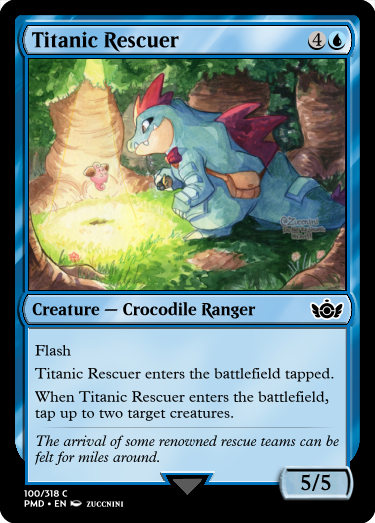 Titanic Rescuer 4
Creature — Crocodile Ranger
Flash
Titanic Rescuer enters the battlefield tapped.
When Titanic Rescuer enters the battlefield,
tap up to two target creatures.
The arrival of some renowned rescue teams can be
felt for miles around.
5/5
100/318 C
PMD • EN ZUCCNINI